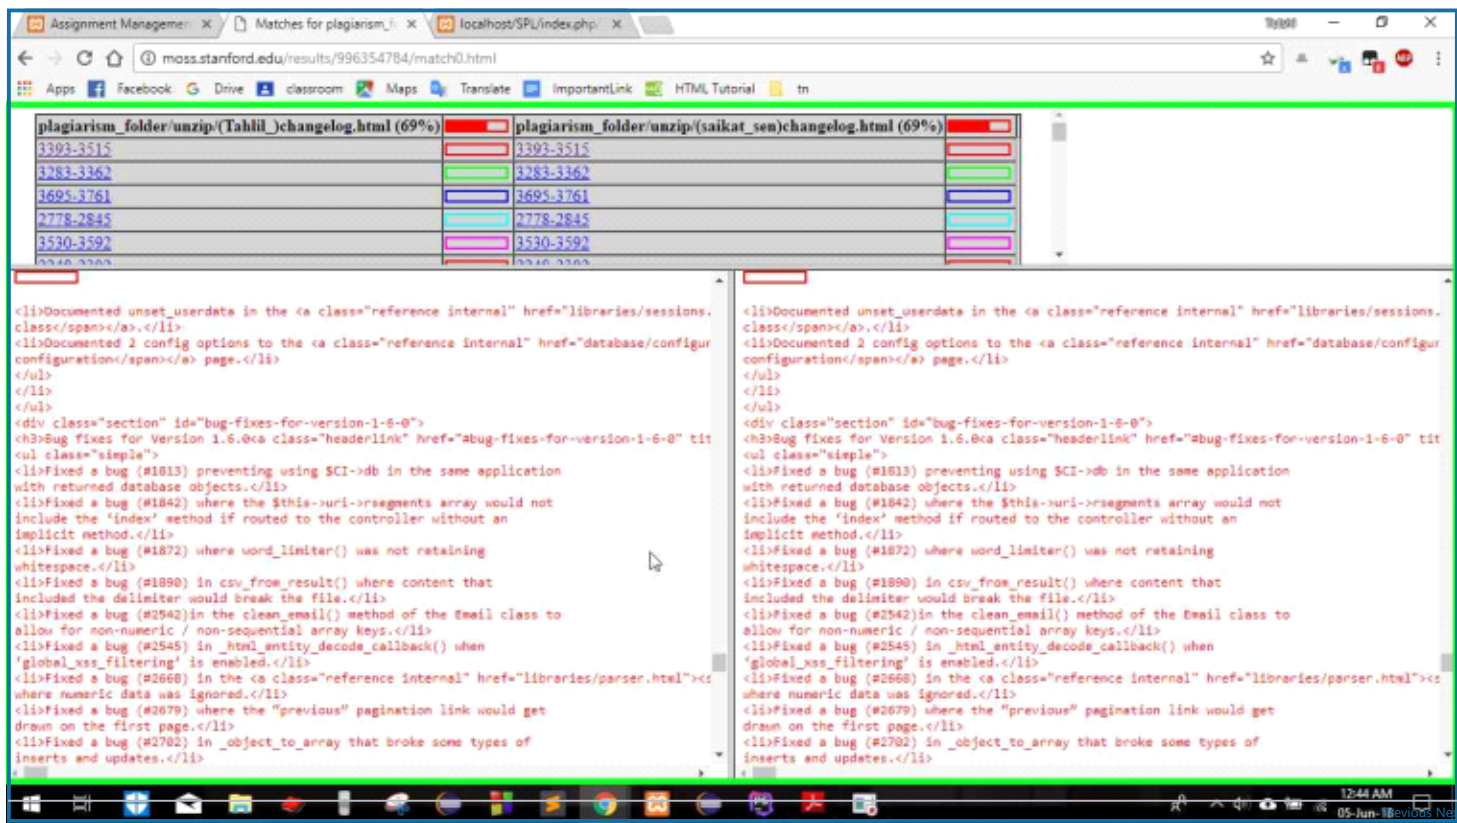 Assignment Managemen
Matches for plagiarism_f
localhost/SPL/index.php
moss.stanford.edu/results/996354784/match0.html
Apps Facebook Drive classroom Maps Translate ImportantLink HTML Tutorial tn
plagiarism_folder/unzip/(Tahlil_)changelog.html (69%) plagiarism_folder/unzip/(saikat_sen)changelog.html (69%)
3393-3515 3393-3515
3283-3362 3283-3362
3695-3761 3695-3761
2778-2845 2778-2845
3530-3592 3530-3592
<li>Documented unset_userdata in the <a class="reference internal" href="libraries/sessions.
class</span></a>.</li>
<li>Documented 2 config options to the <a class="reference internal" href="database/configur
configuration</span></a> page.</li>
</ul>
</li>
</ul>
<div class="section" id="bug-fixes-for-version-1-6-0">
<h3>Bug fixes for Version 1.6.0<a class="headerlink" href="#bug-fixes-for-version-1-6-0" tit
<ul class="simple">
<li>Fixed a bug (#1813) preventing using $CI->db in the same application
with returned database objects.</li>
<li>Fixed a bug (#1842) where the $this->uri->rsegments array would not
include the ‘index’ method if routed to the controller without an
implicit method.</li>
<li>Fixed a bug (#1872) where word_limiter() was not retaining
whitespace.</li>
<li>Fixed a bug (#1890) in csv_from_result() where content that
included the delimiter would break the file.</li>
<li>Fixed a bug (#2542)in the clean_email() method of the Email class to
allow for non-numeric / non-sequential array keys.</li>
<li>Fixed a bug (#2545) in _html_entity_decode_callback() when
‘global_xss_filtering’ is enabled.</li>
<li>Fixed a bug (#2668) in the <a class="reference internal" href="libraries/parser.html"><s
where numeric data was ignored.</li>
<li>Fixed a bug (#2679) where the “previous” pagination link would get
drawn on the first page.</li>
<li>Fixed a bug (#2702) in _object_to_array that broke some types of
inserts and updates.</li>
<li>Documented unset_userdata in the <a class="reference internal" href="libraries/sessions.
class</span></a>.</li>
<li>Documented 2 config options to the <a class="reference internal" href="database/configur
configuration</span></a> page.</li>
</ul>
</li>
</ul>
<div class="section" id="bug-fixes-for-version-1-6-0">
<h3>Bug fixes for Version 1.6.0<a class="headerlink" href="#bug-fixes-for-version-1-6-0" tit
<ul class="simple">
<li>Fixed a bug (#1813) preventing using $CI->db in the same application
with returned database objects.</li>
<li>Fixed a bug (#1842) where the $this->uri->rsegments array would not
include the ‘index’ method if routed to the controller without an
implicit method.</li>
<li>Fixed a bug (#1872) where word_limiter() was not retaining
whitespace.</li>
<li>Fixed a bug (#1890) in csv_from_result() where content that
included the delimiter would break the file.</li>
<li>Fixed a bug (#2542)in the clean_email() method of the Email class to
allow for non-numeric / non-sequential array keys.</li>
<li>Fixed a bug (#2545) in _html_entity_decode_callback() when
‘global_xss_filtering’ is enabled.</li>
<li>Fixed a bug (#2668) in the <a class="reference internal" href="libraries/parser.html"><s
where numeric data was ignored.</li>
<li>Fixed a bug (#2679) where the “previous” pagination link would get
drawn on the first page.</li>
<li>Fixed a bug (#2702) in _object_to_array that broke some types of
inserts and updates.</li>
12:44 AM
05-Jun-18